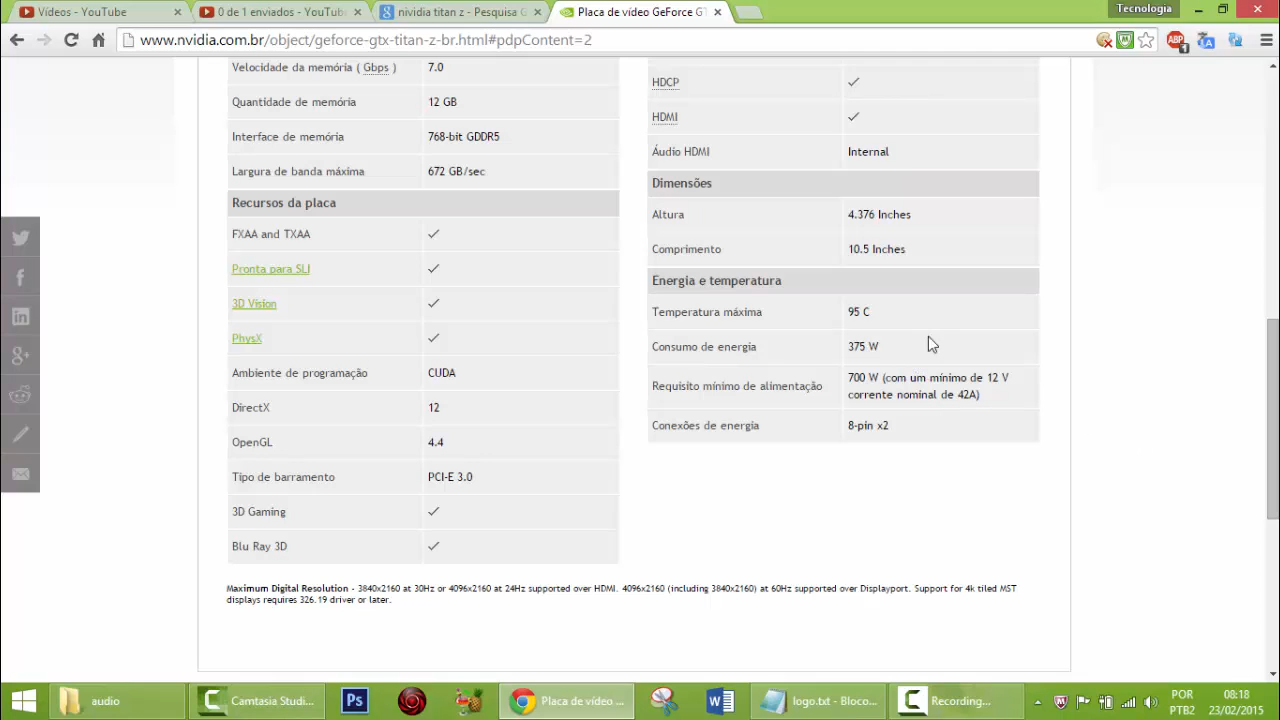 Vídeos - YouTube
0 de 1 enviados - YouTube
nvidia titan z - Pesquisa G
Placa de vídeo GeForce GT
Tecnologia
www.nvidia.com.br/object/geforce-gtx-titan-z-br.html#pdpContent=2
Velocidade da memória ( Gbps ) 7.0
Quantidade de memória 12 GB
Interface de memória 768-bit GDDR5
Largura de banda máxima 672 GB/sec
Recursos da placa
FXAA and TXAA ✓
Pronta para SLI ✓
3D Vision ✓
PhysX ✓
Ambiente de programação CUDA
DirectX 12
OpenGL 4.4
Tipo de barramento PCI-E 3.0
3D Gaming ✓
Blu Ray 3D ✓
HDCP ✓
HDMI ✓
Áudio HDMI Internal
Dimensões
Altura 4.376 Inches
Comprimento 10.5 Inches
Energia e temperatura
Temperatura máxima 95 C
Consumo de energia 375 W
Requisito mínimo de alimentação 700 W (com um mínimo de 12 V
corrente nominal de 42A)
Conexões de energia 8-pin x2
Maximum Digital Resolution - 3840x2160 at 30Hz or 4096x2160 at 24Hz supported over HDMI. 4096x2160 (including 3840x2160) at 60Hz supported over Displayport. Support for 4k tiled MST
displays requires 326.19 driver or later.
audio
Camtasia Studi...
Ps
Placa de vídeo ...
logo.txt - Bloco...
Recording...
POR
PTB2
08:18
23/02/2015